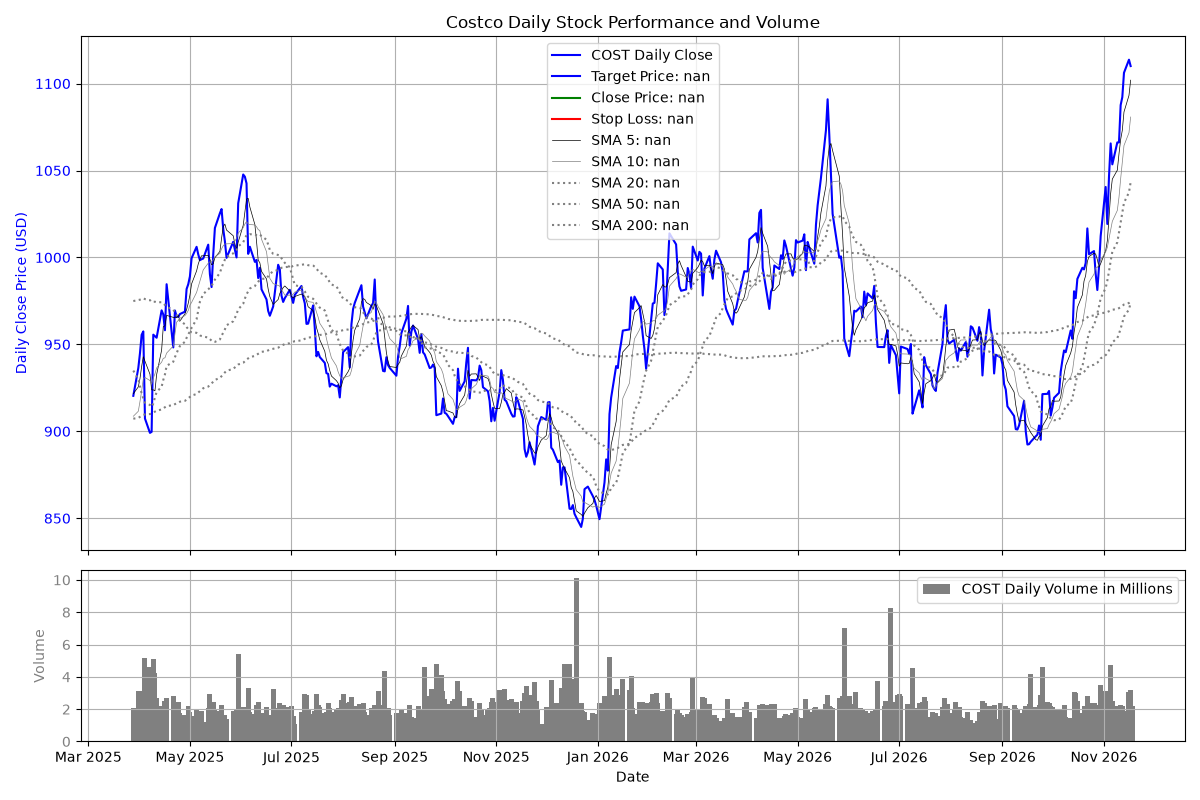 Costco Daily Stock Performance and Volume
Daily Close Price (USD)
1100
1050
1000
950
900
850
COST Daily Close
Target Price: nan
Close Price: nan
Stop Loss: nan
SMA 5: nan
SMA 10: nan
SMA 20: nan
SMA 50: nan
SMA 200: nan
Volume
10
8
6
4
2
0
COST Daily Volume in Millions
Mar 2025 May 2025 Jul 2025 Sep 2025 Nov 2025 Jan 2026 Mar 2026 May 2026 Jul 2026 Sep 2026 Nov 2026
Date